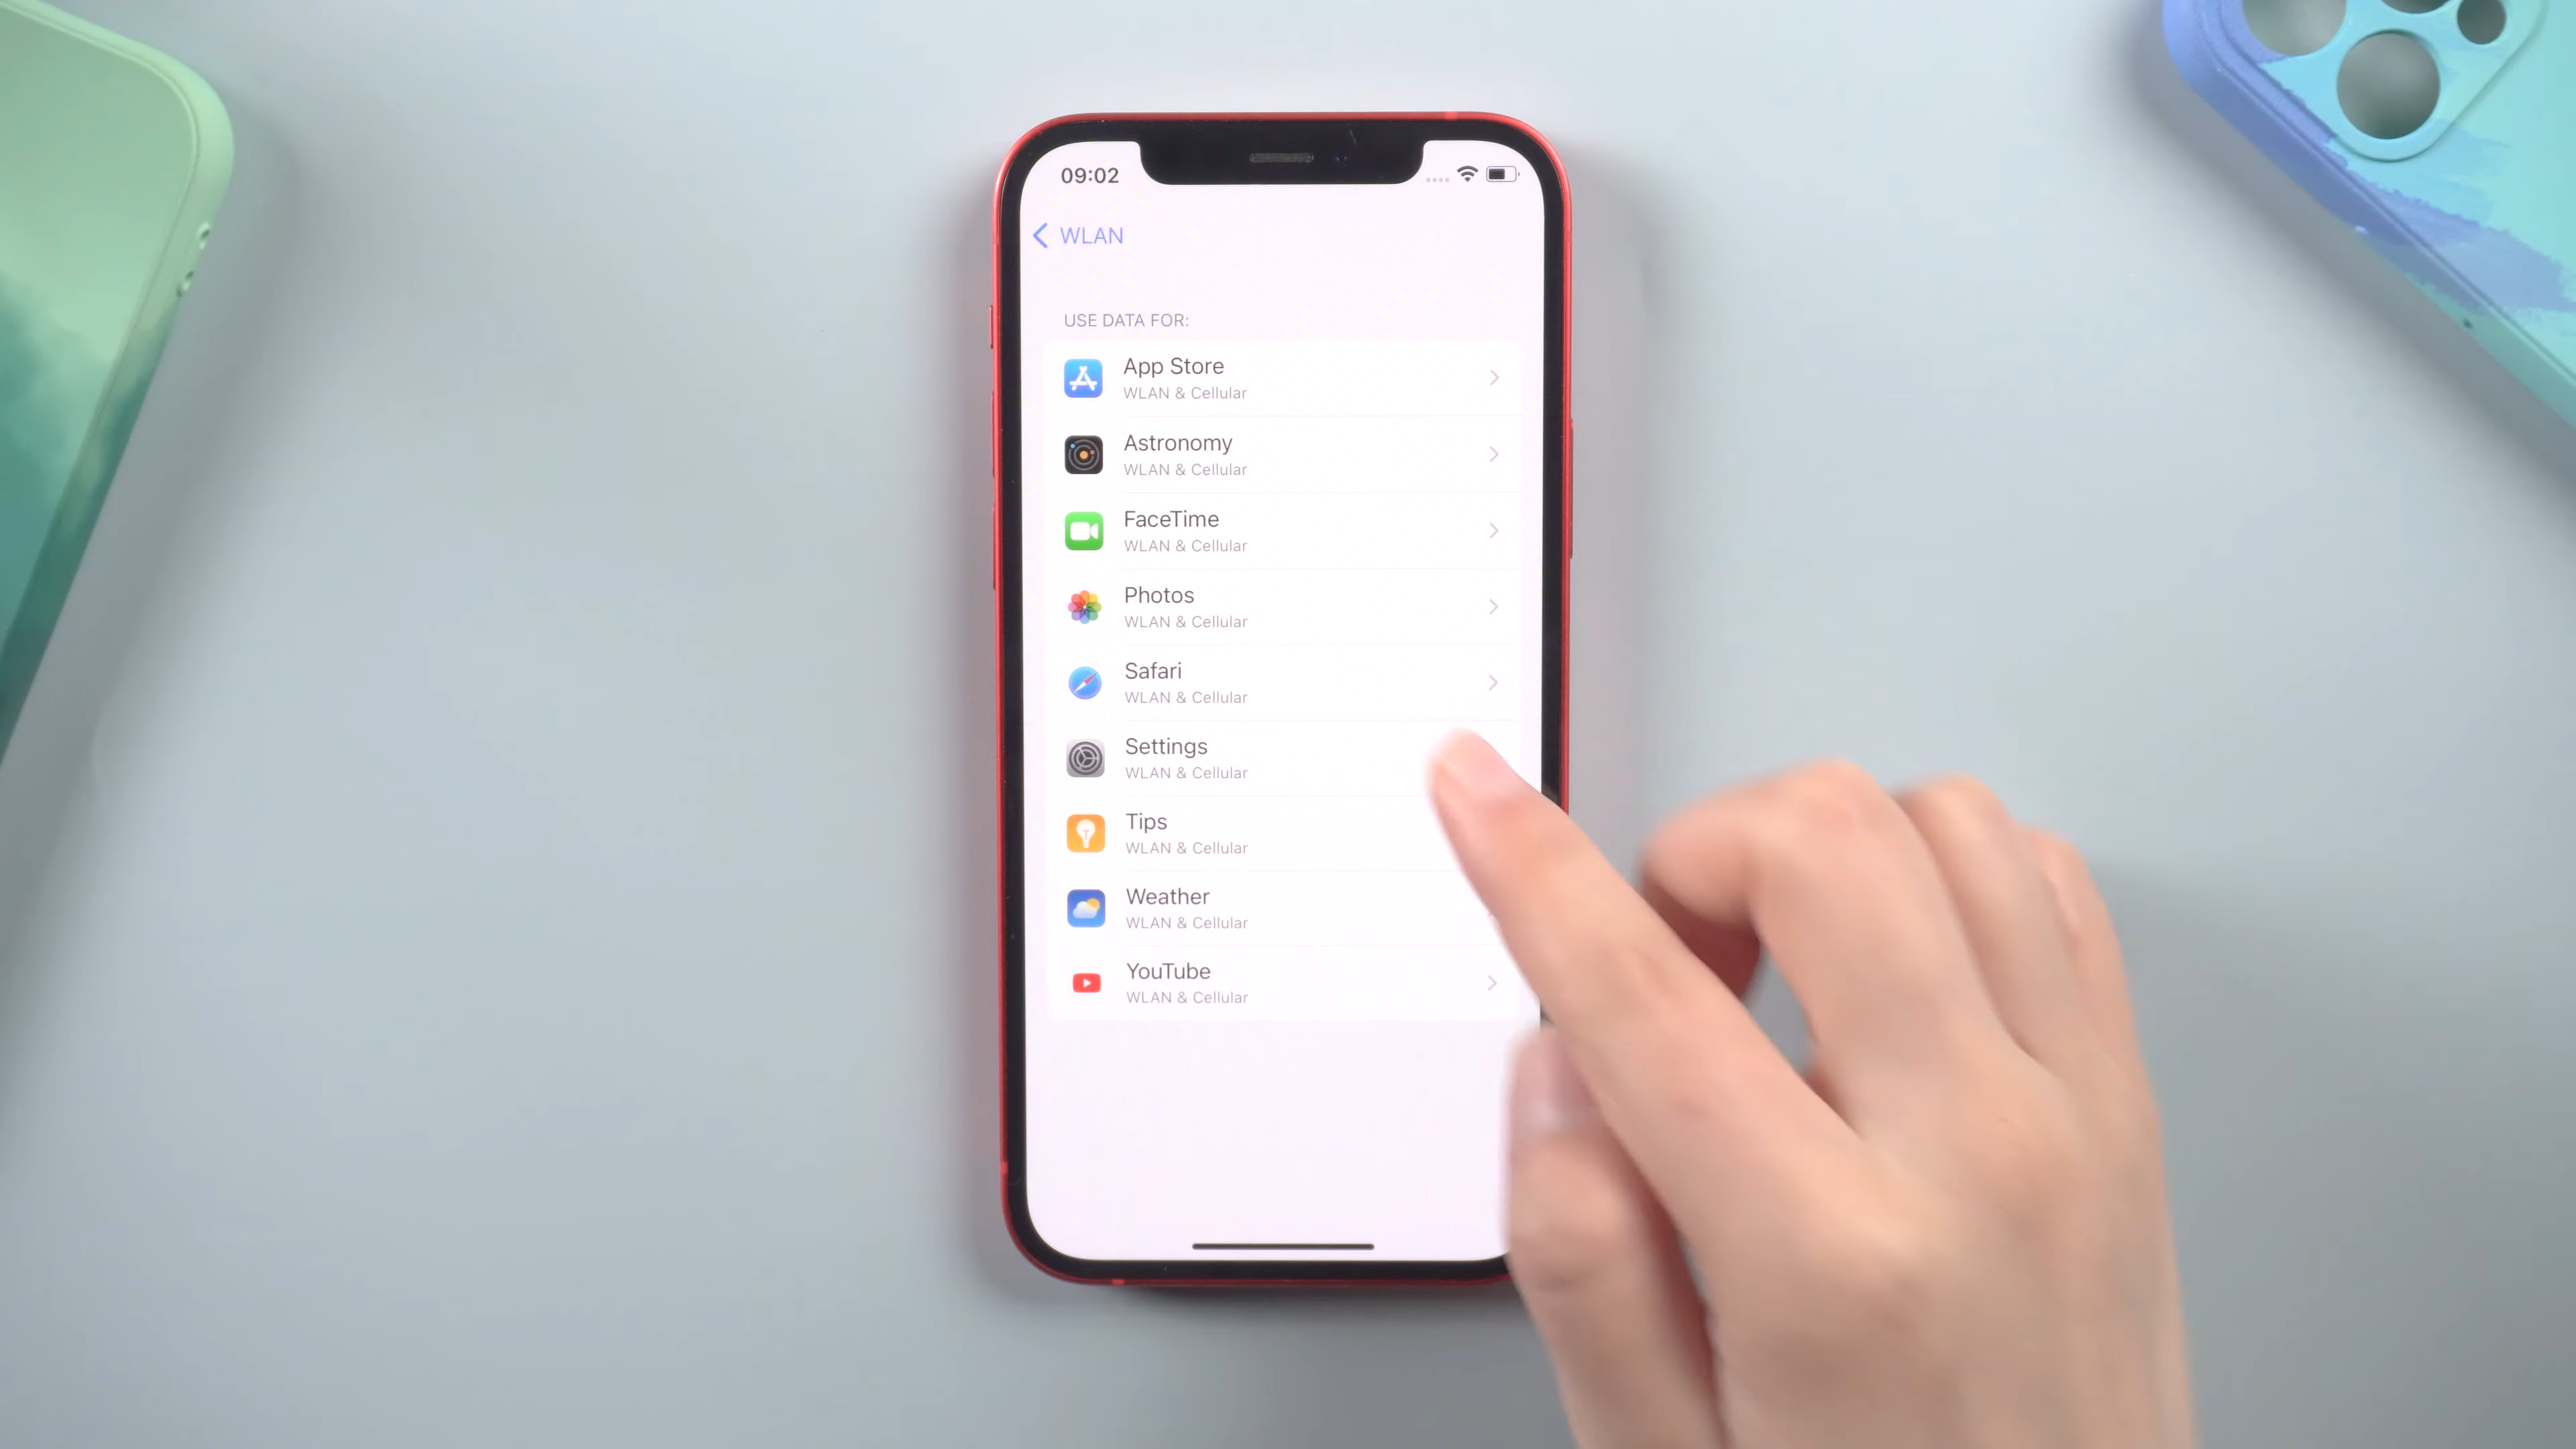 09:02
WLAN
USE DATA FOR:
App Store
WLAN & Cellular
Astronomy
WLAN & Cellular
FaceTime
WLAN & Cellular
Photos
WLAN & Cellular
Safari
WLAN & Cellular
Settings
WLAN & Cellular
Tips
WLAN & Cellular
Weather
WLAN & Cellular
YouTube
WLAN & Cellular